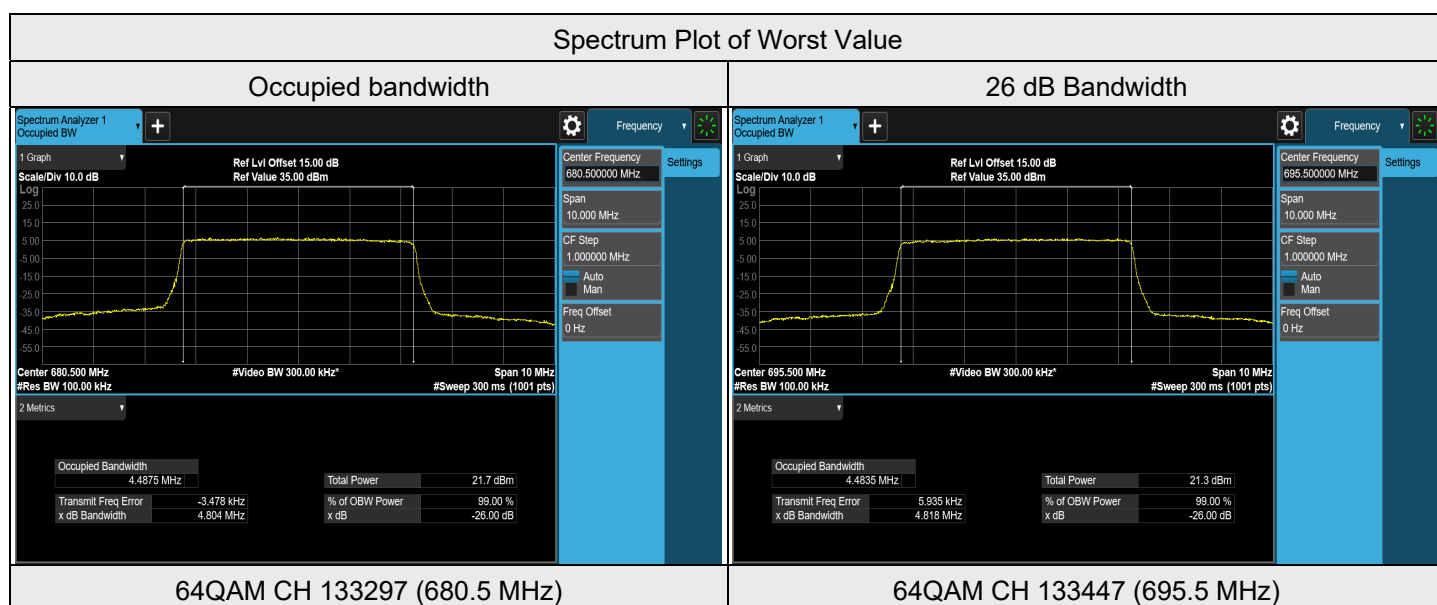 Spectrum Plot of Worst Value
Occupied bandwidth
26 dB Bandwidth
Spectrum Analyzer 1
Occupied BW
+
Frequency
1 Graph
Ref Lvl Offset 15.00 dB
Scale/Div 10.0 dB
Ref Value 35.00 dBm
Log
25.0
15.0
5.00
-5.00
-15.0
-25.0
-35.0
-45.0
-55.0
Center 680.500 MHz
#Video BW 300.00 kHz*
Span 10 MHz
#Res BW 100.00 kHz
#Sweep 300 ms (1001 pts)
Center Frequency
680.500000 MHz
Settings
Span
10.000 MHz
CF Step
1.000000 MHz
Auto
Man
Freq Offset
0 Hz
2 Metrics
Occupied Bandwidth
4.4875 MHz
Total Power 21.7 dBm
Transmit Freq Error -3.478 kHz
% of OBW Power 99.00 %
x dB Bandwidth 4.804 MHz
x dB -26.00 dB
Spectrum Analyzer 1
Occupied BW
+
Frequency
1 Graph
Ref Lvl Offset 15.00 dB
Scale/Div 10.0 dB
Ref Value 35.00 dBm
Log
25.0
15.0
5.00
-5.00
-15.0
-25.0
-35.0
-45.0
-55.0
Center 695.500 MHz
#Video BW 300.00 kHz*
Span 10 MHz
#Res BW 100.00 kHz
#Sweep 300 ms (1001 pts)
Center Frequency
695.500000 MHz
Settings
Span
10.000 MHz
CF Step
1.000000 MHz
Auto
Man
Freq Offset
0 Hz
2 Metrics
Occupied Bandwidth
4.4835 MHz
Total Power 21.3 dBm
Transmit Freq Error 5.935 kHz
% of OBW Power 99.00 %
x dB Bandwidth 4.818 MHz
x dB -26.00 dB
64QAM CH 133297 (680.5 MHz)
64QAM CH 133447 (695.5 MHz)